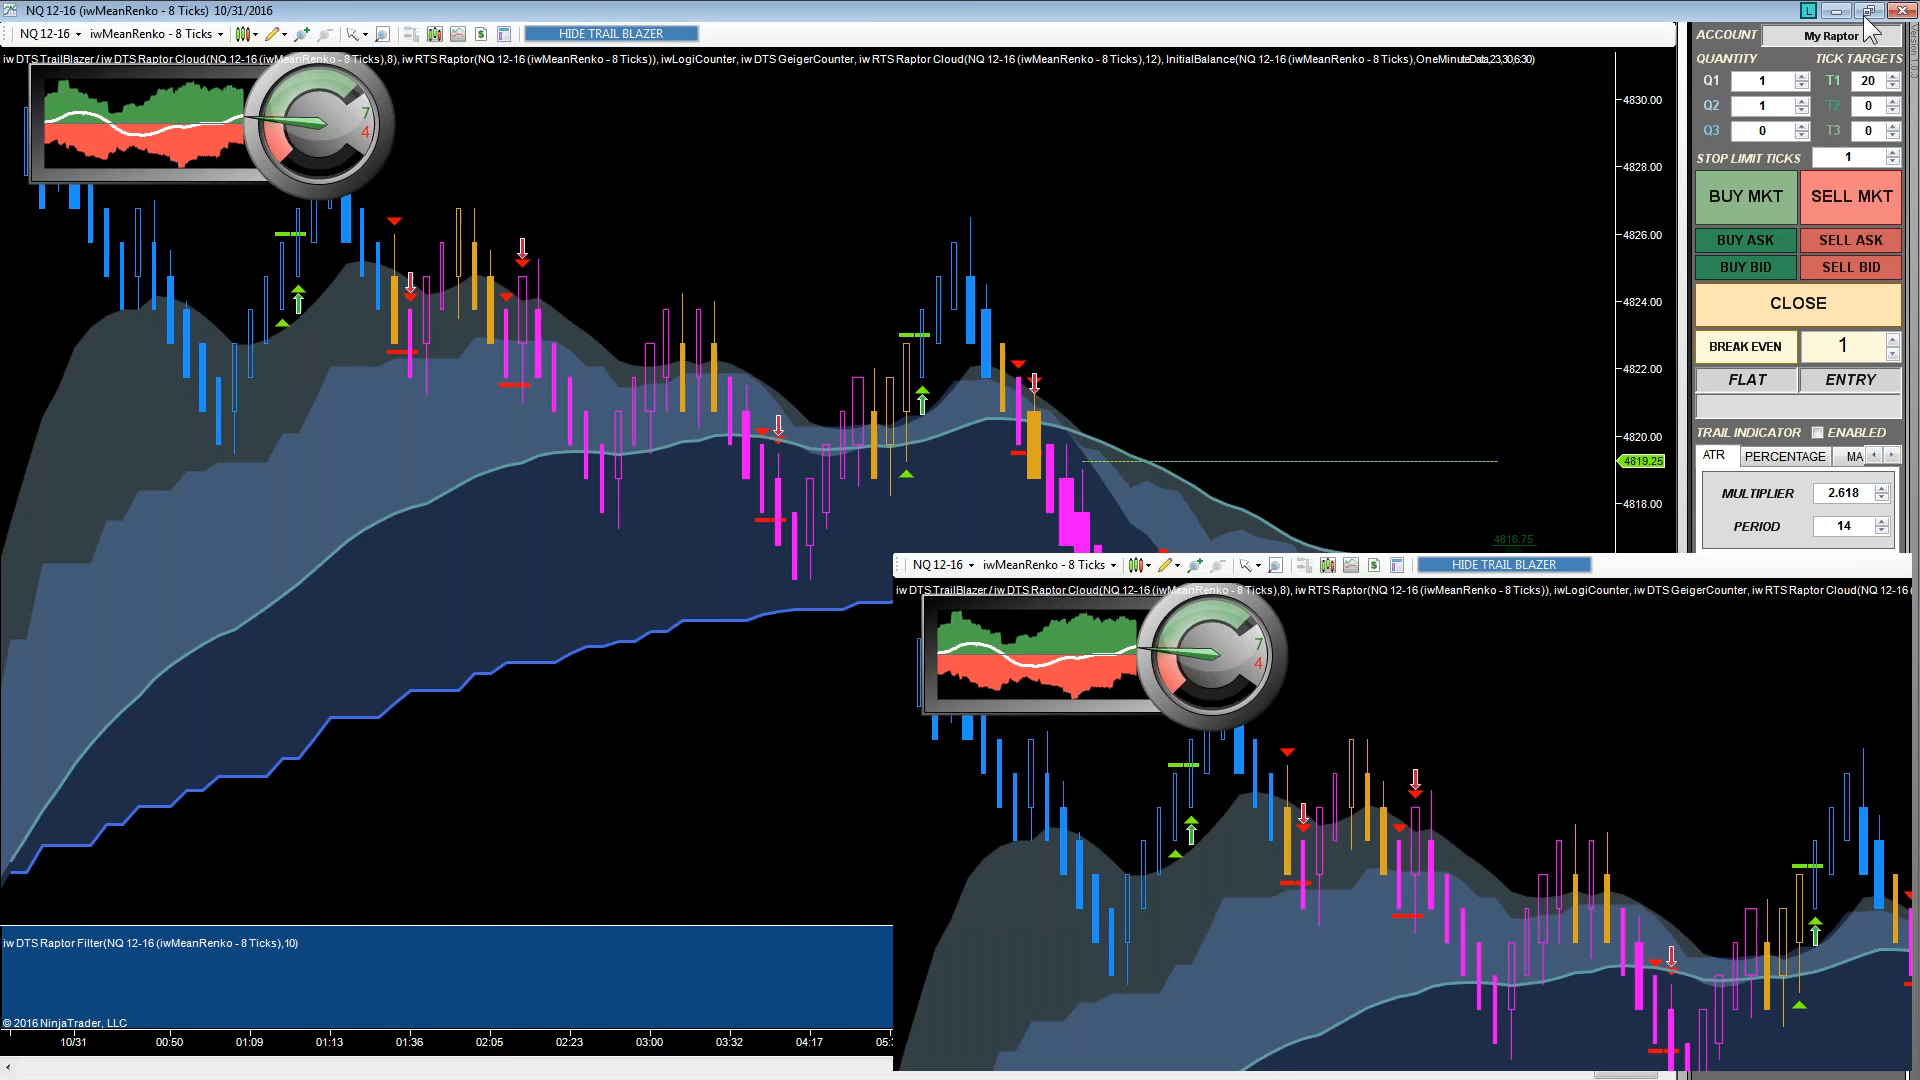 NQ 12-16 (iwMeanRenko - 8 Ticks) 10/31/2016
NQ 12-16 iwMeanRenko - 8 Ticks HIDE TRAIL BLAZER
iw DTS TrailBlazer / iw DTS Raptor Cloud(NQ 12-16 (iwMeanRenko - 8 Ticks),8), iw RTS Raptor(NQ 12-16 (iwMeanRenko - 8 Ticks)), iwLogiCounter, iw DTS GeigerCounter, iw RTS Raptor Cloud(NQ 12-16 (iwMeanRenko - 8 Ticks),12), InitialBalance(NQ 12-16 (iwMeanRenko - 8 Ticks),OneMinuteData,23,30,6:30)
7
4
4830.00
4828.00
4826.00
4824.00
4822.00
4820.00
4819.25
4818.00
4816.75
L
Version 1.0.3
ACCOUNT My Raptor
QUANTITY TICK TARGETS
Q1 1 T1 20
Q2 1 T2 0
Q3 0 T3 0
STOP LIMIT TICKS 1
BUY MKT SELL MKT
BUY ASK SELL ASK
BUY BID SELL BID
CLOSE
BREAK EVEN 1
FLAT ENTRY
TRAIL INDICATOR ENABLED
ATR PERCENTAGE MA
MULTIPLIER 2.618
PERIOD 14
NQ 12-16 iwMeanRenko - 8 Ticks HIDE TRAIL BLAZER
iw DTS TrailBlazer / iw DTS Raptor Cloud(NQ 12-16 (iwMeanRenko - 8 Ticks),8), iw RTS Raptor(NQ 12-16 (iwMeanRenko - 8 Ticks)), iwLogiCounter, iw DTS GeigerCounter, iw RTS Raptor Cloud(NQ 12-16 (
7
4
iw DTS Raptor Filter(NQ 12-16 (iwMeanRenko - 8 Ticks),10)
© 2016 NinjaTrader, LLC
10/31 00:50 01:09 01:13 01:36 02:05 02:23 03:00 03:32 04:17 05: